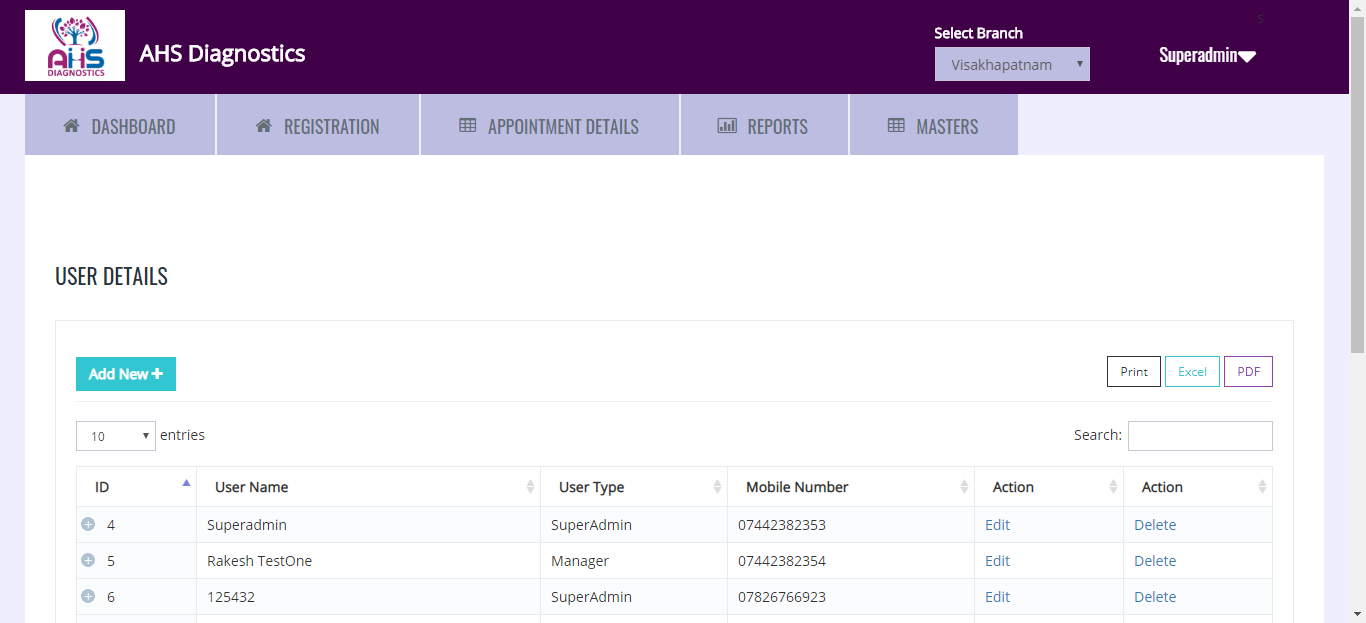 S
AHS
DIAGNOSTICS
AHS Diagnostics
Select Branch
Visakhapatnam
Superadmin
DASHBOARD REGISTRATION APPOINTMENT DETAILS REPORTS MASTERS
USER DETAILS
Add New
Print Excel PDF
10 entries
Search:
ID User Name User Type Mobile Number Action Action
4 Superadmin SuperAdmin 07442382353 Edit Delete
5 Rakesh TestOne Manager 07442382354 Edit Delete
6 125432 SuperAdmin 07826766923 Edit Delete